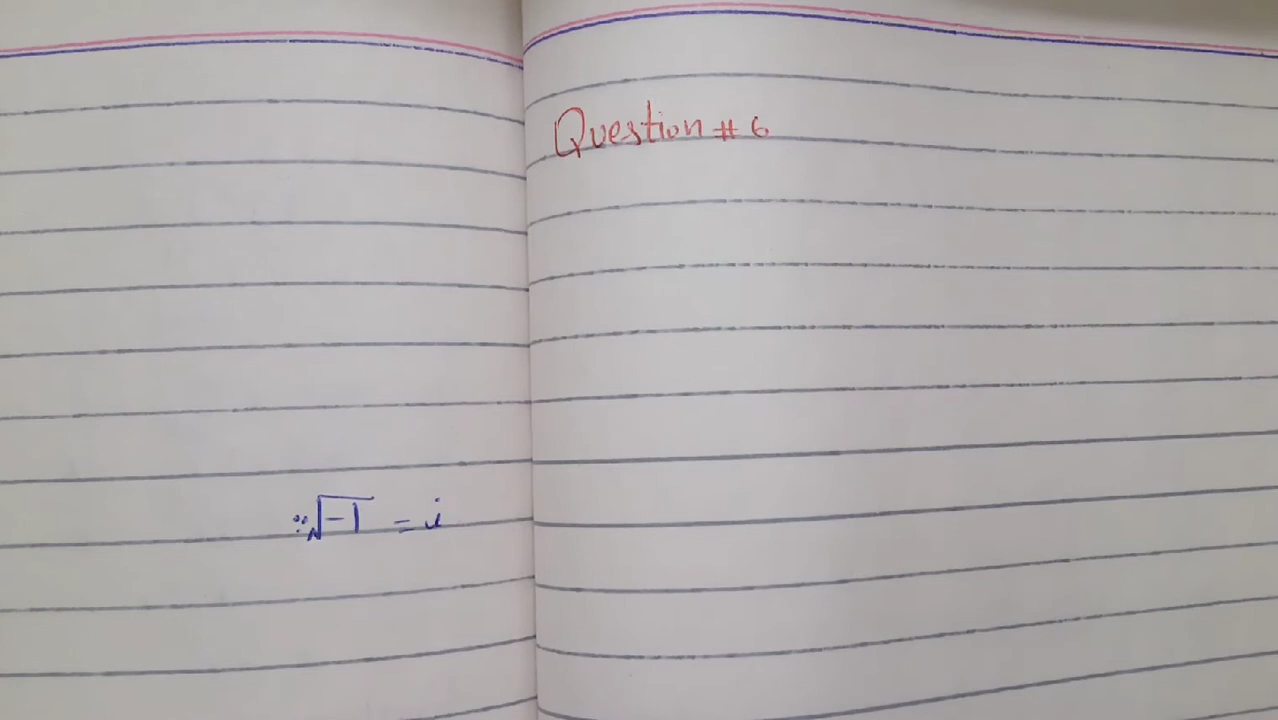 ∵√-1 = i
Question # 6